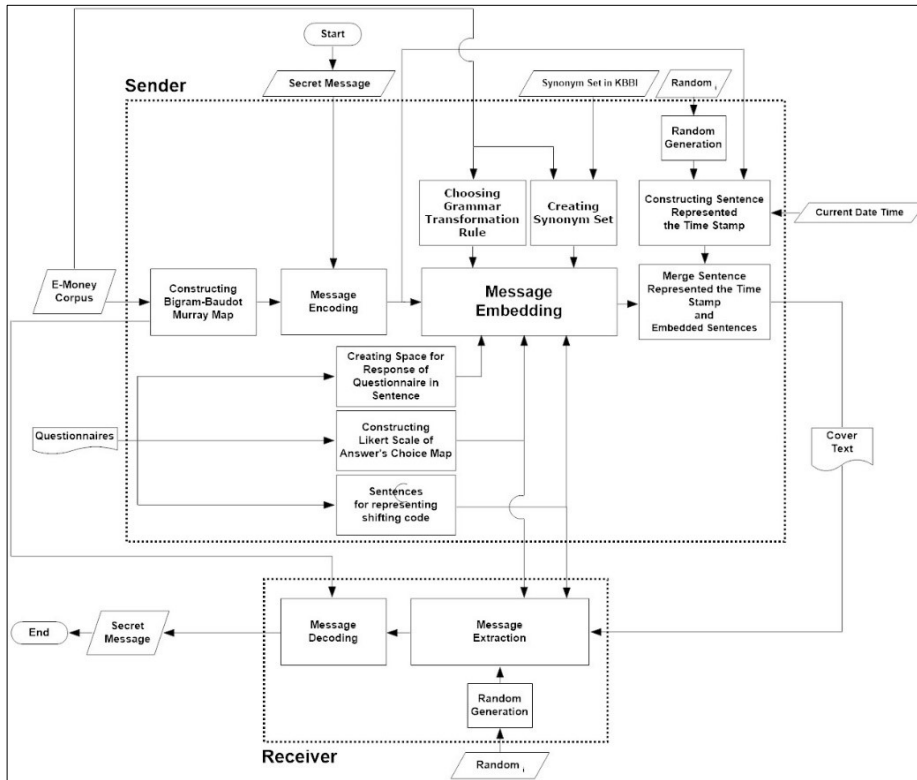 Start
Secret Message
Synonym Set in KBBI
Random i
Sender
Random
Generation
Choosing
Grammar
Transformation
Rule
Creating
Synonym Set
Constructing Sentence
Represented
the Time Stamp
Current Date Time
E-Money
Corpus
Constructing
Bigram-Baudot
Murray Map
Message
Encoding
Message
Embedding
Merge Sentence
Represented the Time
Stamp
and
Embedded Sentences
Creating Space for
Response of
Questionnaire in
Sentence
Questionnaires
Constructing
Likert Scale of
Answer's Choice Map
Cover
Text
Sentences
for representing
shifting code
End
Secret
Message
Message
Decoding
Message
Extraction
Random
Generation
Receiver
Random i